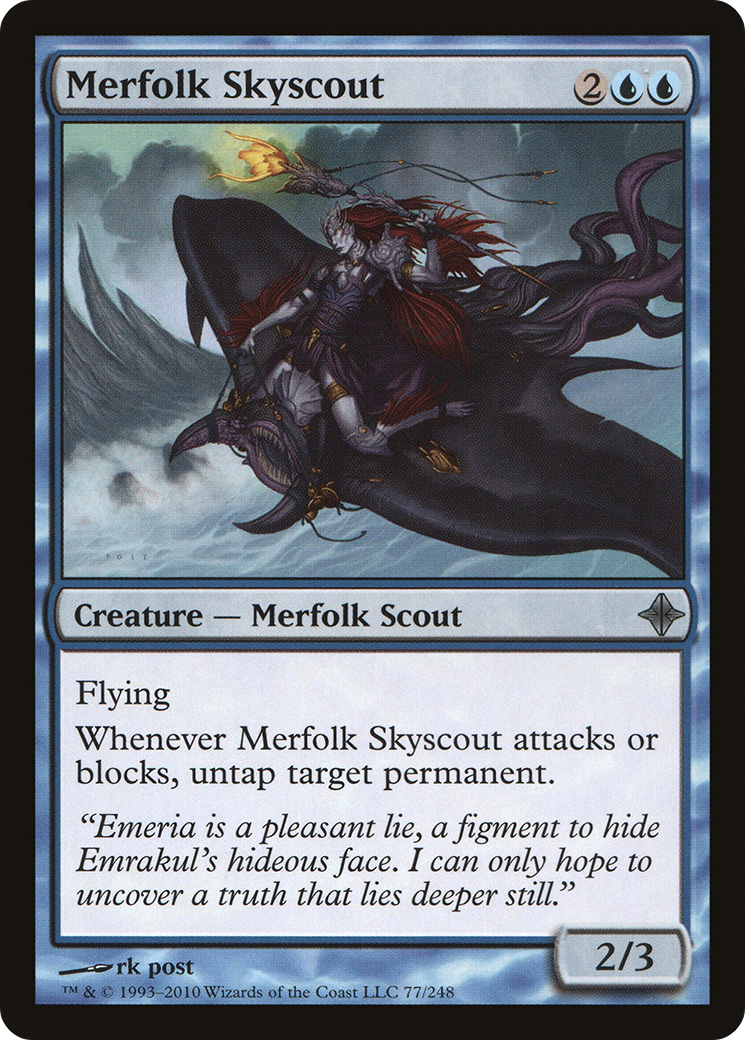 Merfolk Skyscout
2
Creature — Merfolk Scout
Flying
Whenever Merfolk Skyscout attacks or
blocks, untap target permanent.
“Emeria is a pleasant lie, a figment to hide
Emrakul’s hideous face. I can only hope to
uncover a truth that lies deeper still.”
2/3
rk post
™ & © 1993–2010 Wizards of the Coast LLC 77/248